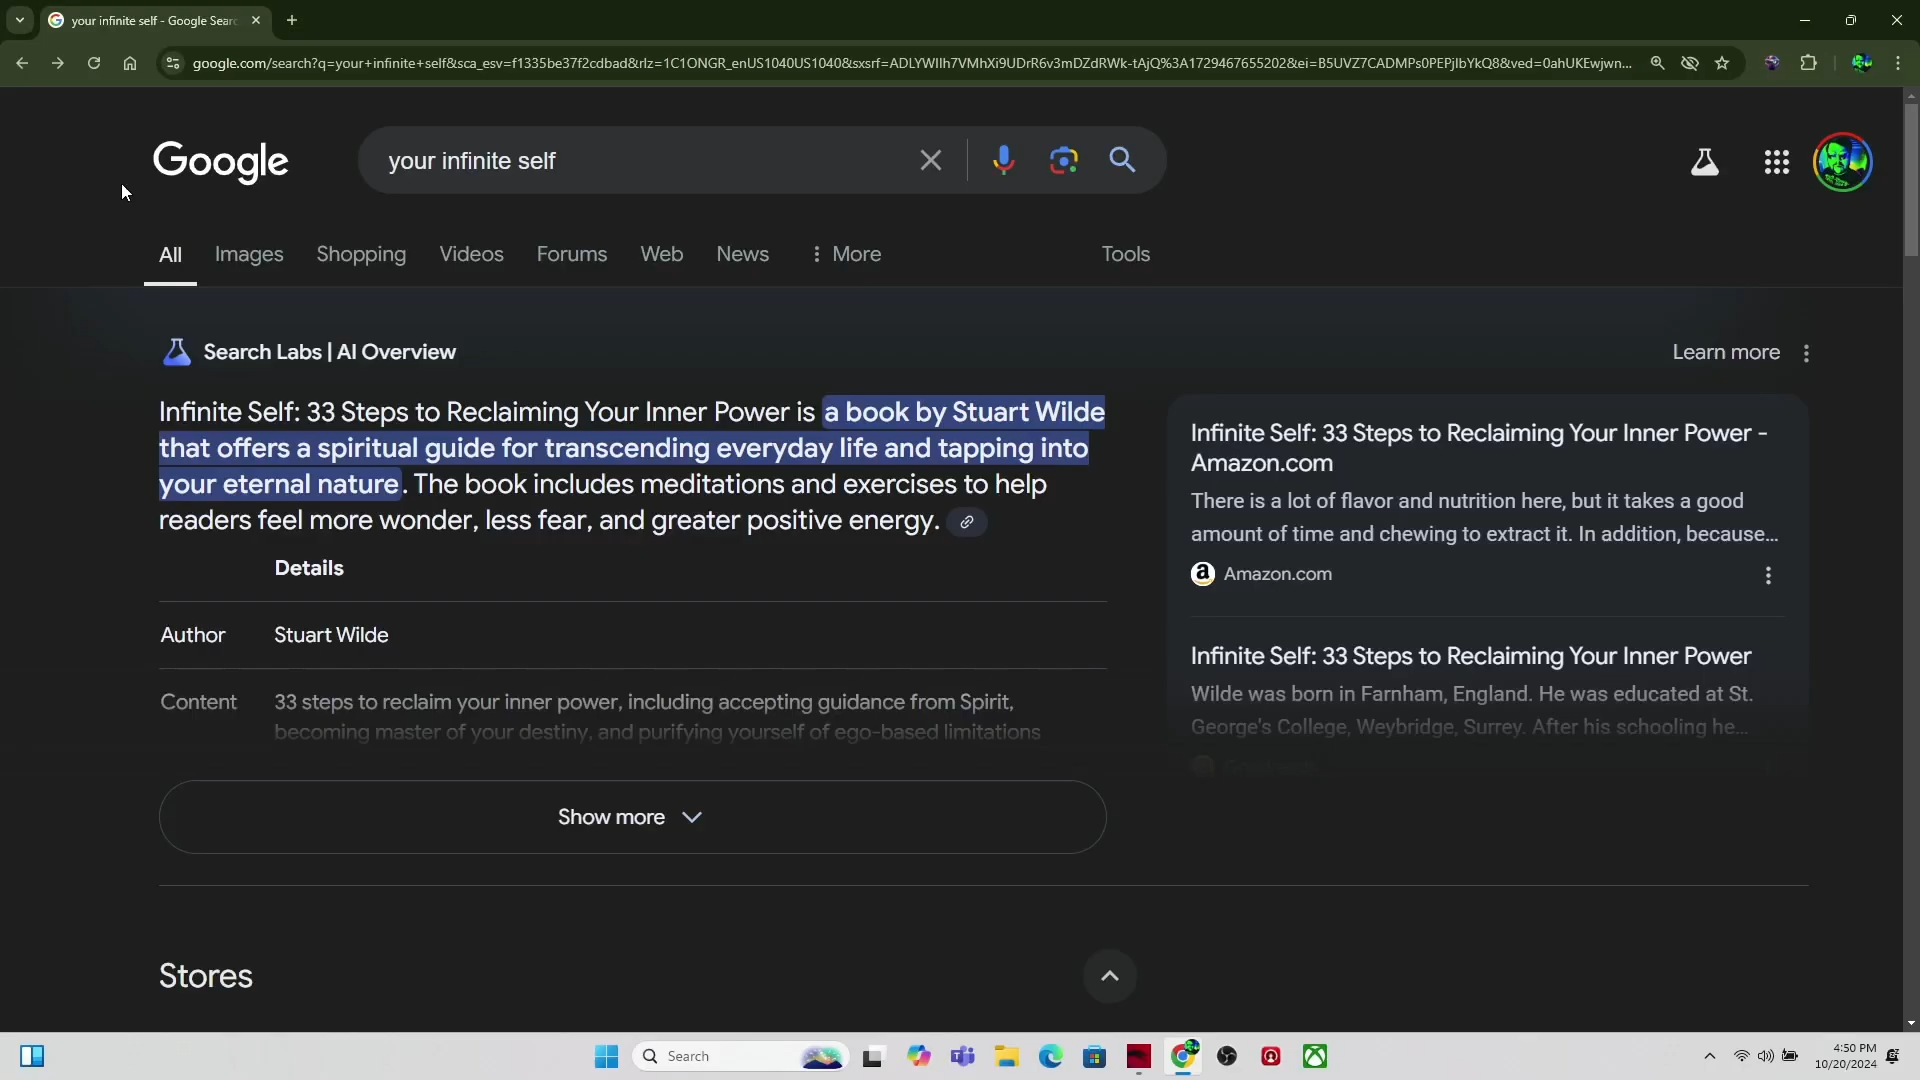 your infinite self - Google Sear
google.com/search?q=your+infinite+self&sca_esv=f1335be37f2cdbad&rlz=1C1ONGR_enUS1040US1040&sxsrf=ADLYWIIh7VMhXi9UDrR6v3mDZdRWk-tAjQ%3A1729467655202&ei=B5UVZ7CADMPs0PEPjIbYkQ8&ved=0ahUKEwjwn...
Google
your infinite self
All
Images
Shopping
Videos
Forums
Web
News
More
Tools
Search Labs | AI Overview
Learn more
Infinite Self: 33 Steps to Reclaiming Your Inner Power is a book by Stuart Wilde
that offers a spiritual guide for transcending everyday life and tapping into
your eternal nature. The book includes meditations and exercises to help
readers feel more wonder, less fear, and greater positive energy.
Details
Author Stuart Wilde
Content 33 steps to reclaim your inner power, including accepting guidance from Spirit,
becoming master of your destiny, and purifying yourself of ego-based limitations
Show more
Infinite Self: 33 Steps to Reclaiming Your Inner Power -
Amazon.com
There is a lot of flavor and nutrition here, but it takes a good
amount of time and chewing to extract it. In addition, because...
Amazon.com
Infinite Self: 33 Steps to Reclaiming Your Inner Power
Wilde was born in Farnham, England. He was educated at St.
George's College, Weybridge, Surrey. After his schooling he...
Stores
Search
4:50 PM
10/20/2024